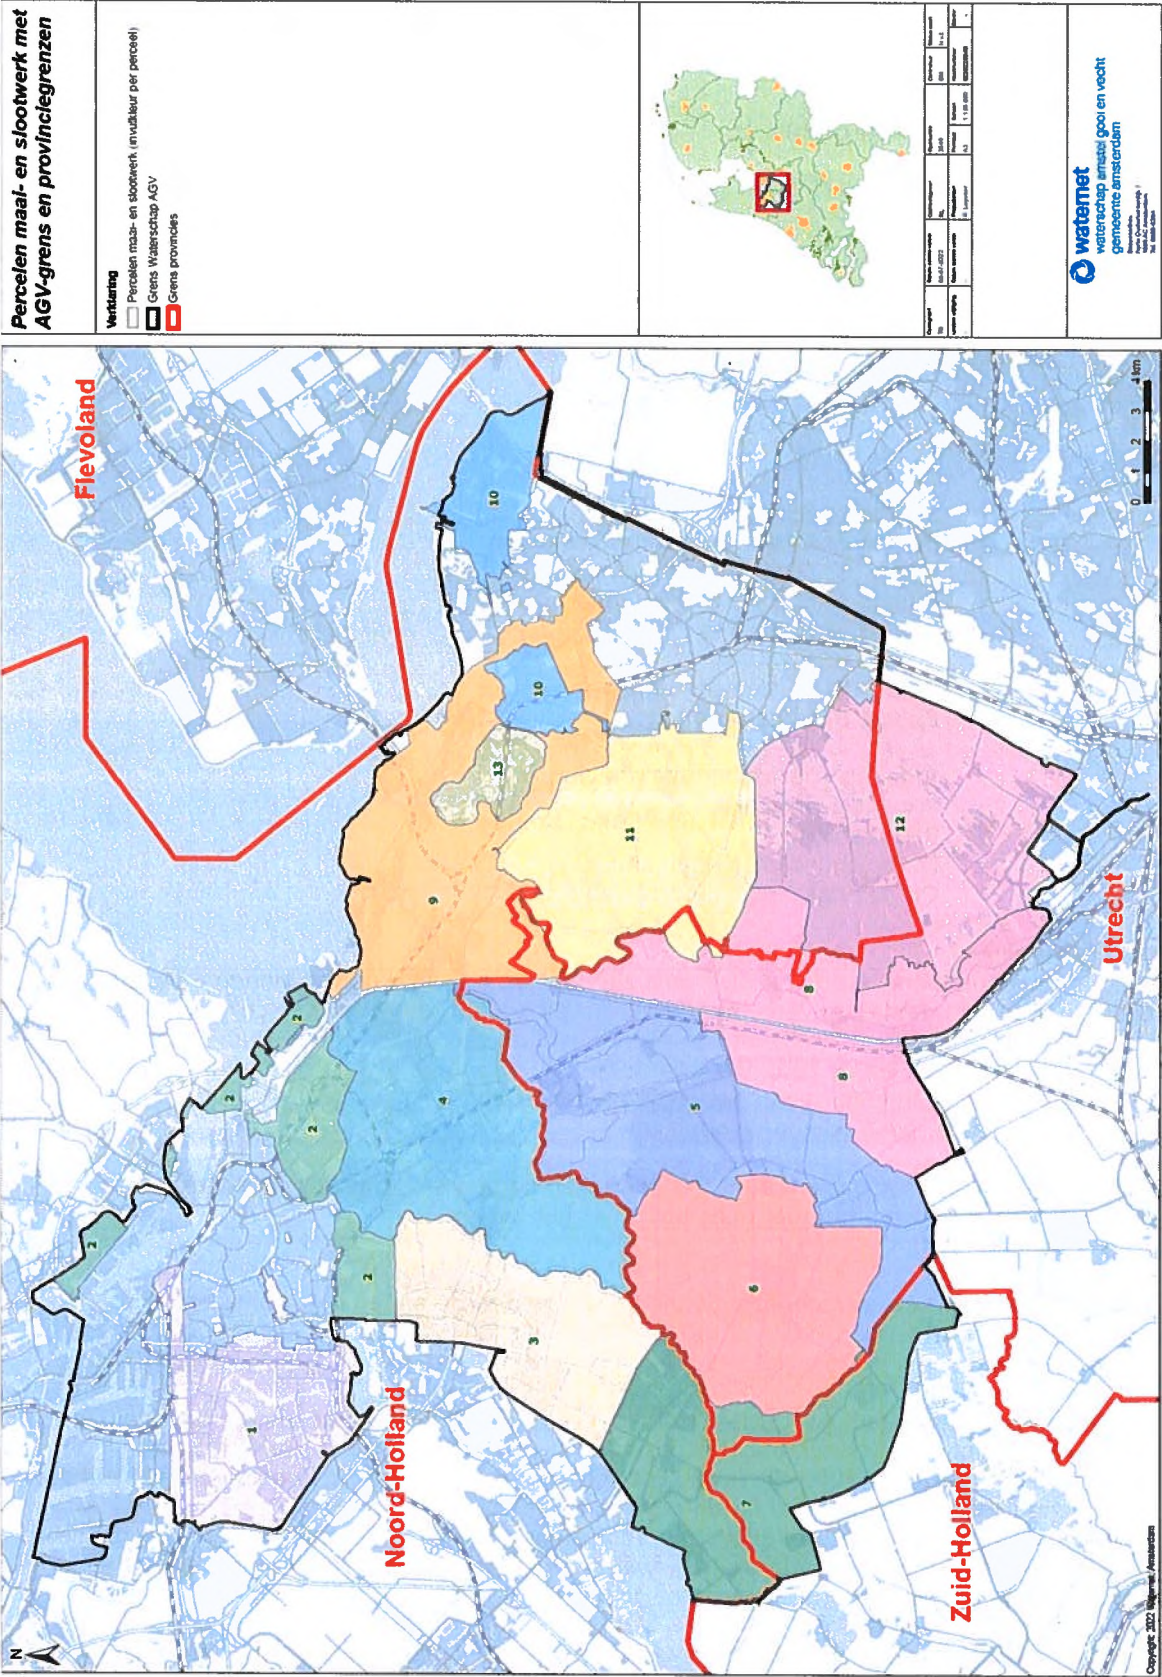 Percelen maai- en slootwerk met
AGV-grens en provinciegrenzen
Verklaring
Percelen maai- en slootwerk (invulkleur per perceel)
Grens Waterschap AGV
Grens provincies
waternet
waterschap amstel gooi en vecht
gemeente amsterdam
N
Flevoland
Noord-Holland
Zuid-Holland
Utrecht
1
2
2
2
2
2
3
4
5
6
7
8
8
9
10
10
11
12
13
0 1 2 3 4 km